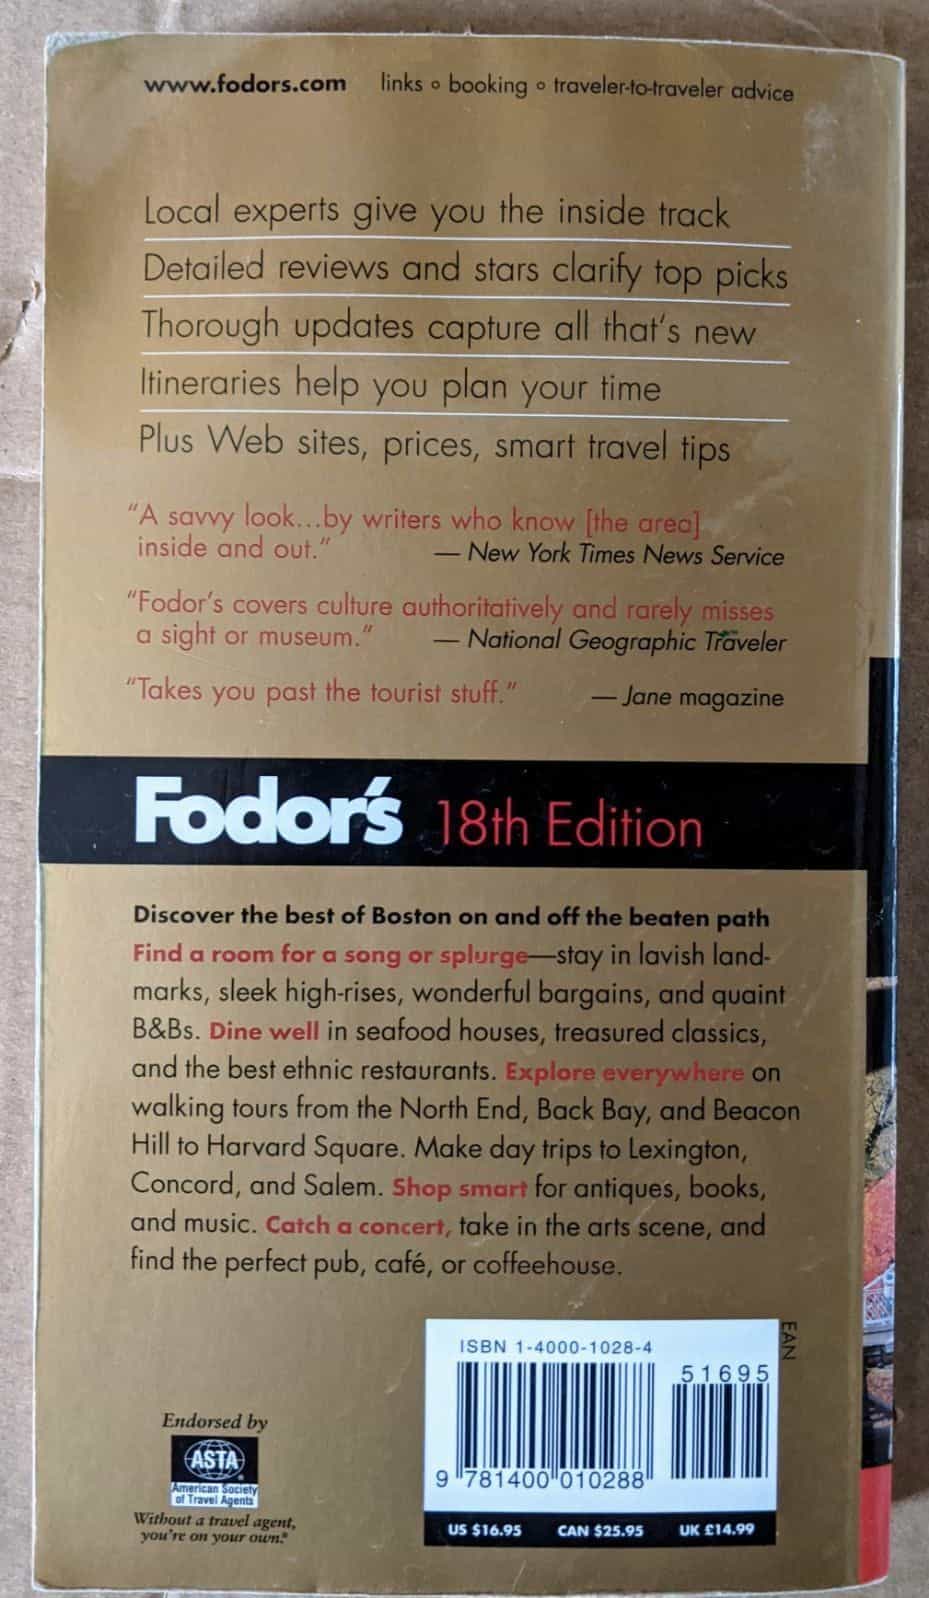 www.fodors.com links ∘ booking ∘ traveler-to-traveler advice
Local experts give you the inside track
Detailed reviews and stars clarify top picks
Thorough updates capture all that's new
Itineraries help you plan your time
Plus Web sites, prices, smart travel tips
"A savvy look...by writers who know [the area]
inside and out." — New York Times News Service
"Fodor's covers culture authoritatively and rarely misses
a sight or museum." — National Geographic Traveler
"Takes you past the tourist stuff." — Jane magazine
Fodor's 18th Edition
Discover the best of Boston on and off the beaten path
Find a room for a song or splurge—stay in lavish land-
marks, sleek high-rises, wonderful bargains, and quaint
B&Bs. Dine well in seafood houses, treasured classics,
and the best ethnic restaurants. Explore everywhere on
walking tours from the North End, Back Bay, and Beacon
Hill to Harvard Square. Make day trips to Lexington,
Concord, and Salem. Shop smart for antiques, books,
and music. Catch a concert, take in the arts scene, and
find the perfect pub, café, or coffeehouse.
Endorsed by
ASTA
American Society
of Travel Agents
Without a travel agent,
you're on your own.®
ISBN 1-4000-1028-4
51695
EAN
9 781400 010288
US $16.95 CAN $25.95 UK £14.99